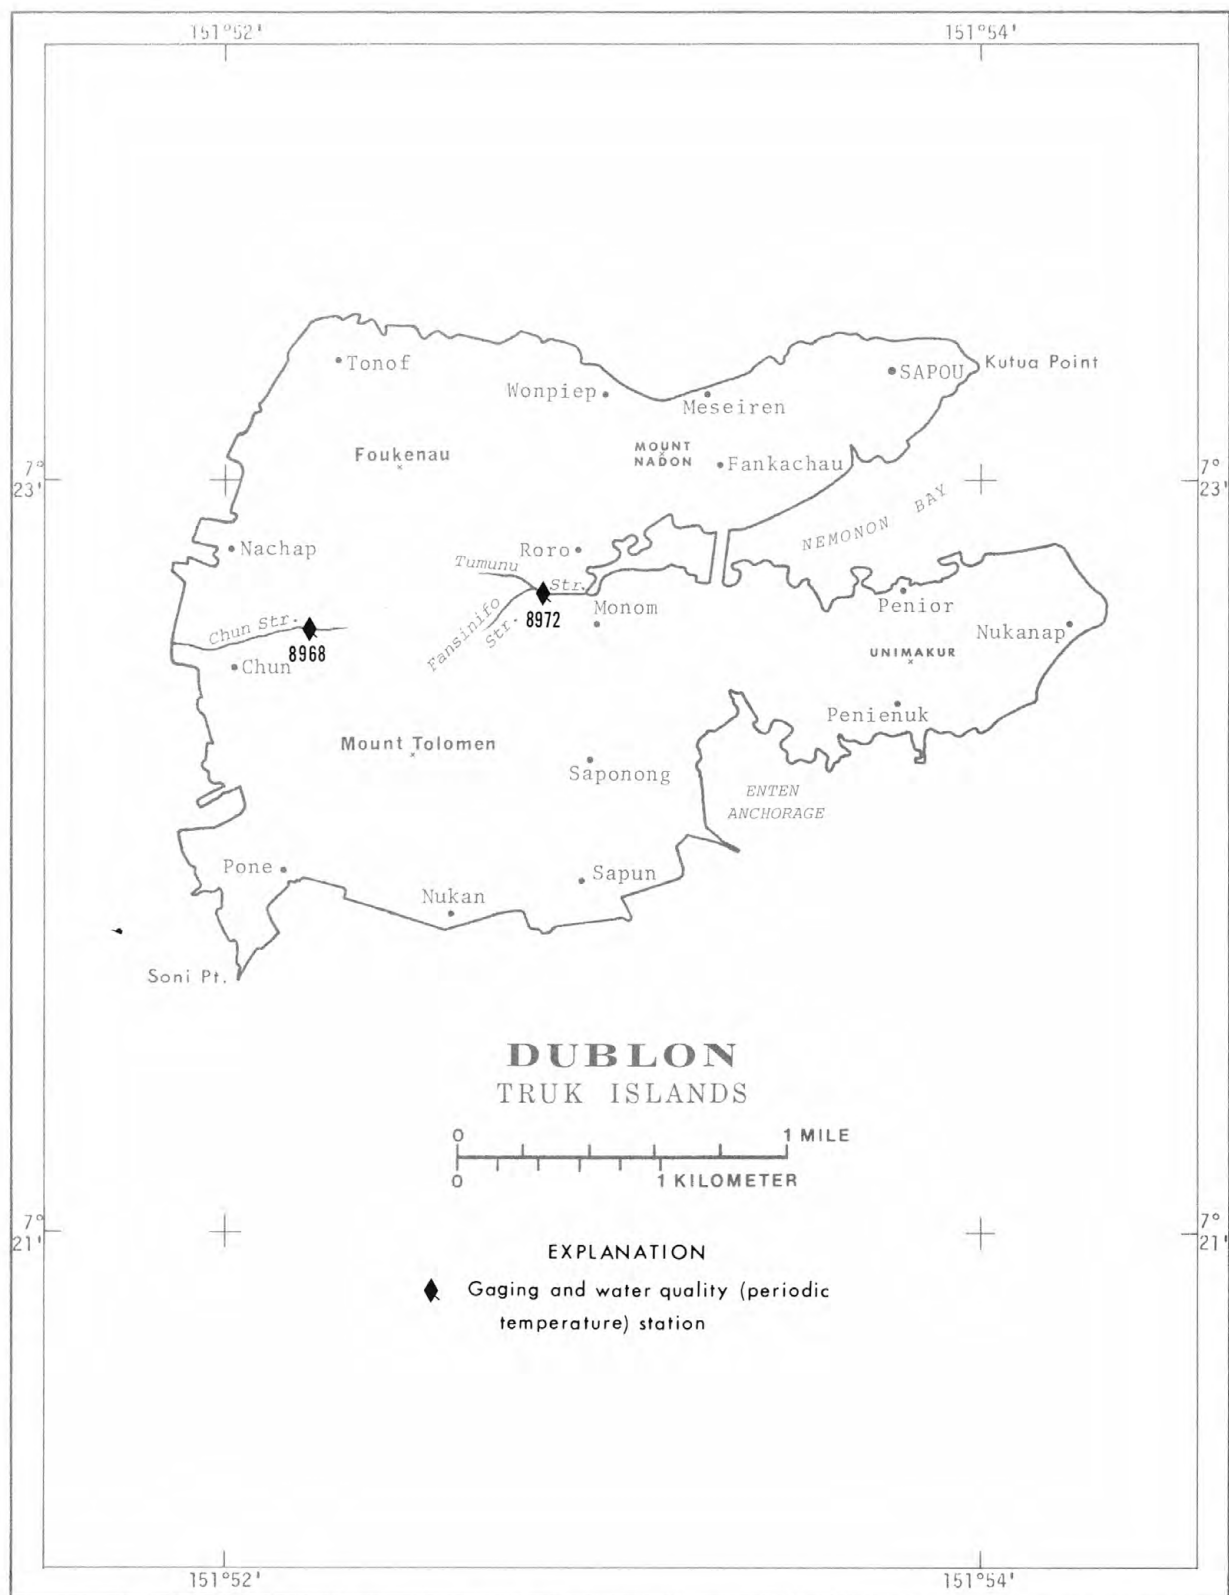 151°52' 151°54'
Tonof
Kutua Point
SAPOU
Wonpiep
Meseiren
MOUNT
NADON
Foukenau
Fankachau
7°
23'
7°
23'
NEMONON BAY
Nachap
Roro
Tumunu Str.
Penior
Monom
Fansinifo
Str.
8972
Chun Str.
8968
Nukanap
UNIMAKUR
Chun
Penienuk
Mount Tolomen
Saponong
ENTEN
ANCHORAGE
Pone
Sapun
Nukan
Soni Pt.
DUBLON
TRUK ISLANDS
0 1 MILE
0 1 KILOMETER
7°
21'
7°
21'
EXPLANATION
Gaging and water quality (periodic
temperature) station
151°52' 151°54'